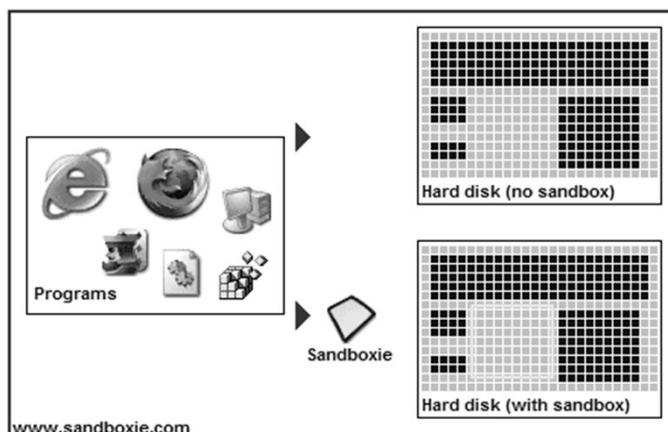 Hard disk (no sandbox)
Programs
Sandboxie
Hard disk (with sandbox)
www.sandboxie.com